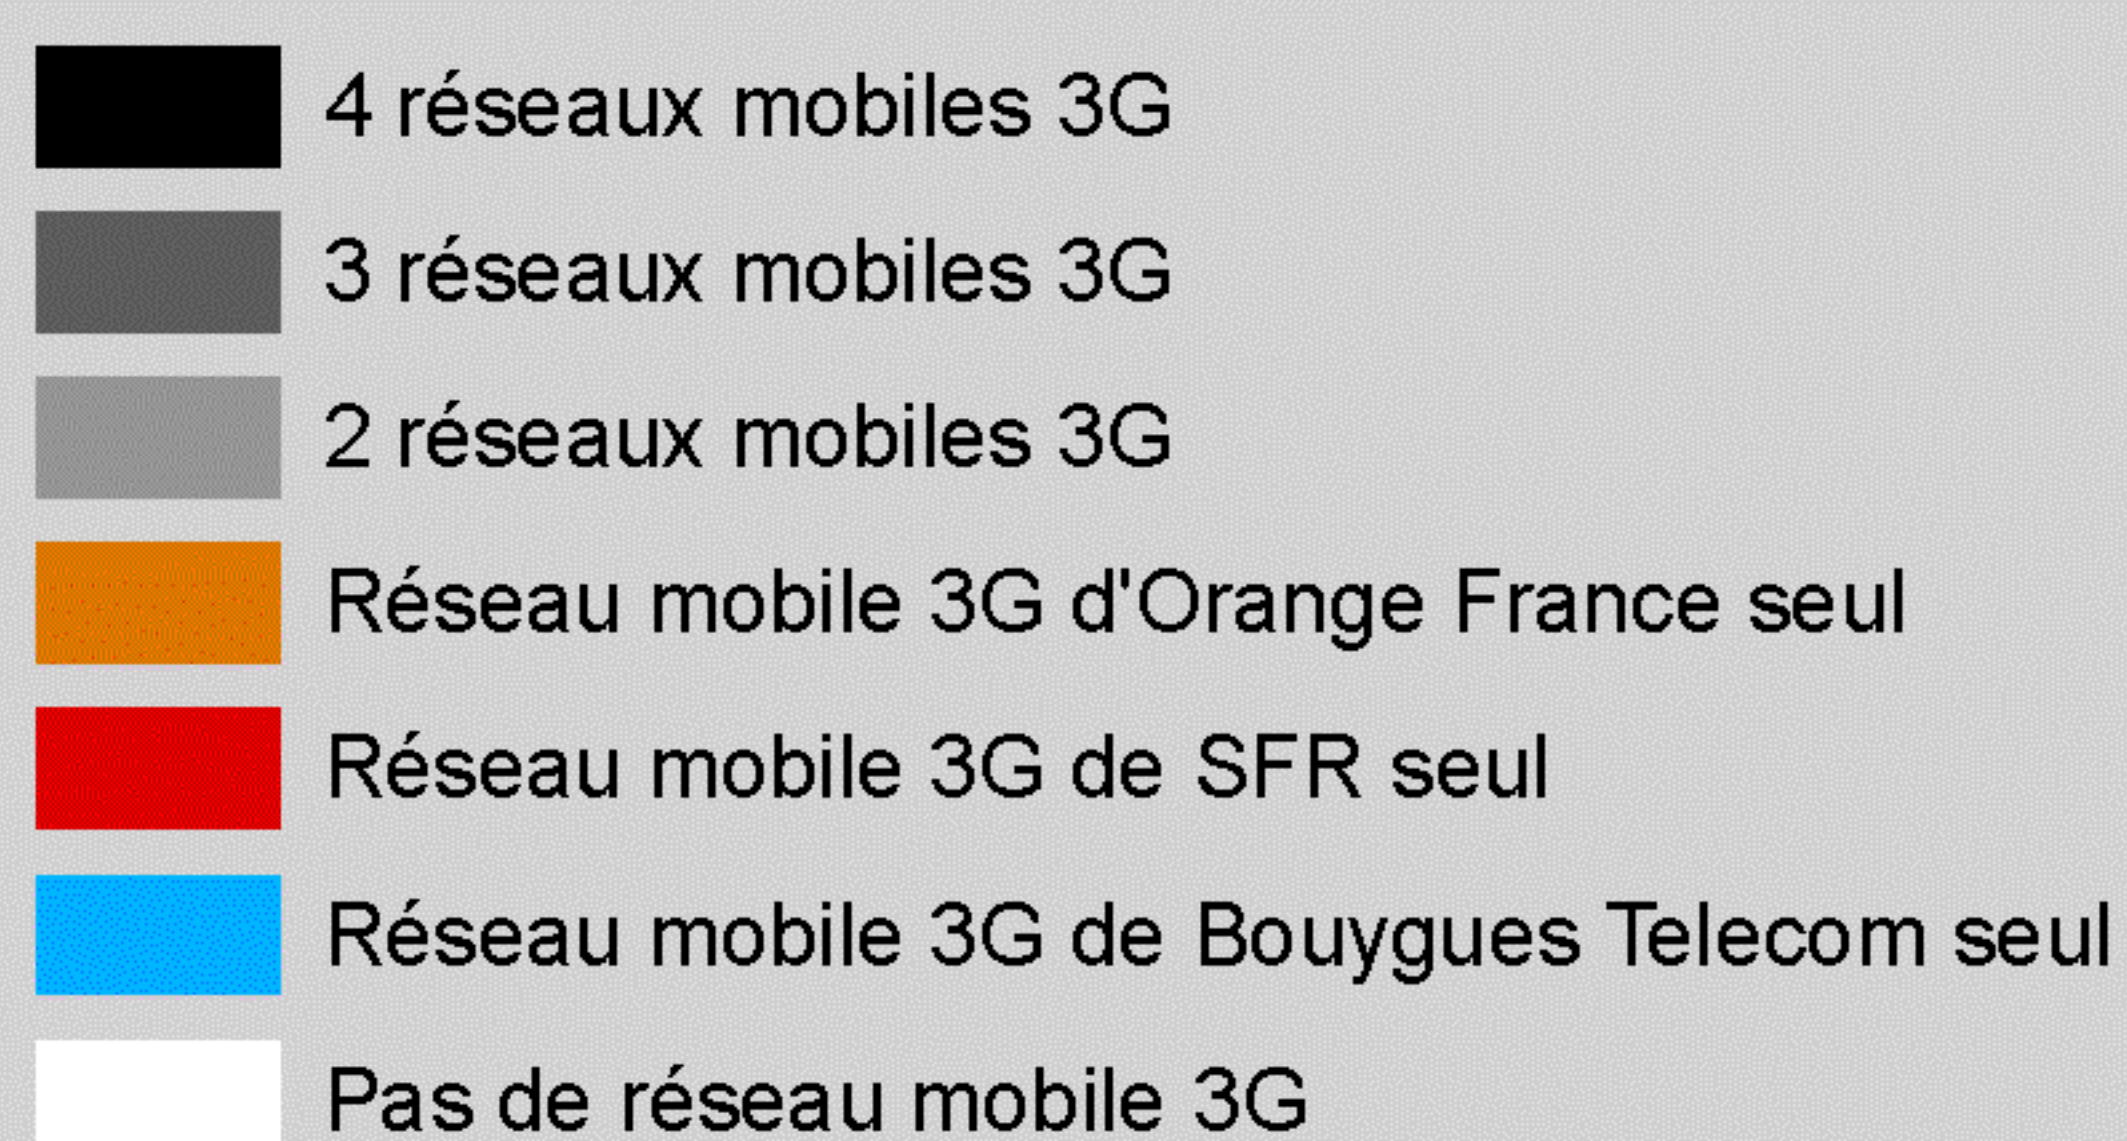 4 réseaux mobiles 3G
3 réseaux mobiles 3G
2 réseaux mobiles 3G
Réseau mobile 3G d'Orange France seul
Réseau mobile 3G de SFR seul
Réseau mobile 3G de Bouygues Telecom seul
Pas de réseau mobile 3G